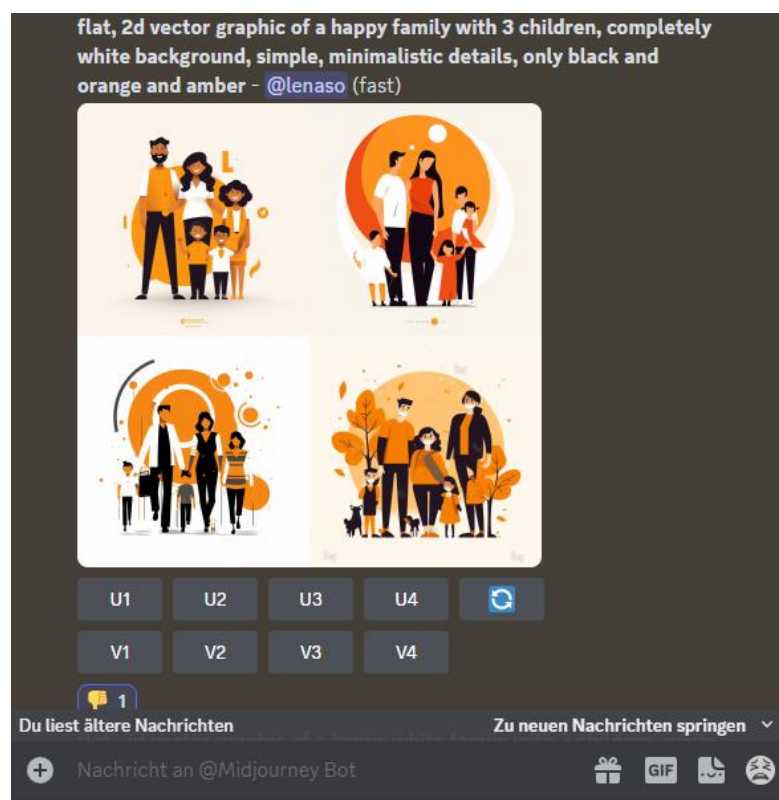 flat, 2d vector graphic of a happy family with 3 children, completely
white background, simple, minimalistic details, only black and
orange and amber - @lenaso (fast)
L
U1 U2 U3 U4
V1 V2 V3 V4
👎 1
Du liest ältere Nachrichten Zu neuen Nachrichten springen
Nachricht an @Midjourney Bot GIF